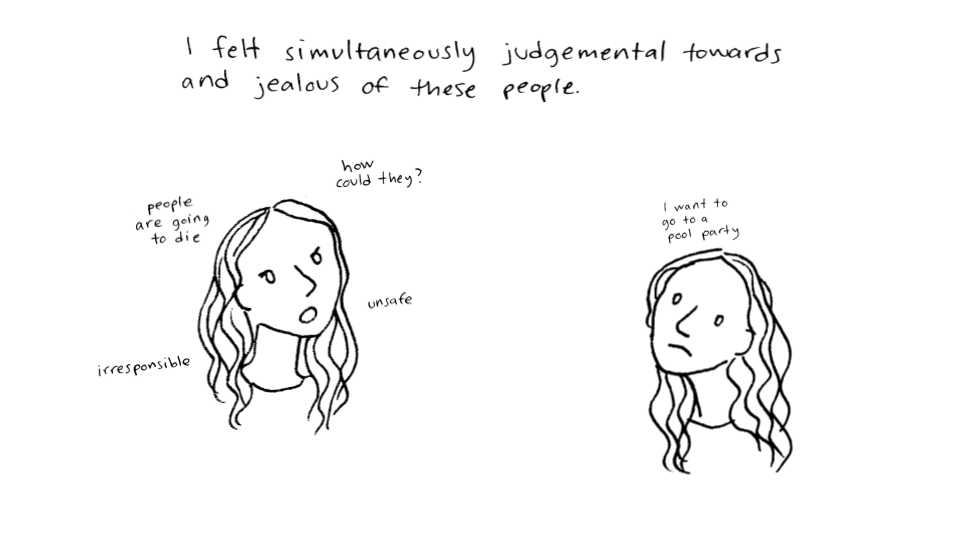 I felt simultaneously judgemental towards
and jealous of these people.
how
could they?
people
are going
to die
unsafe
irresponsible
I want to
go to a
pool party